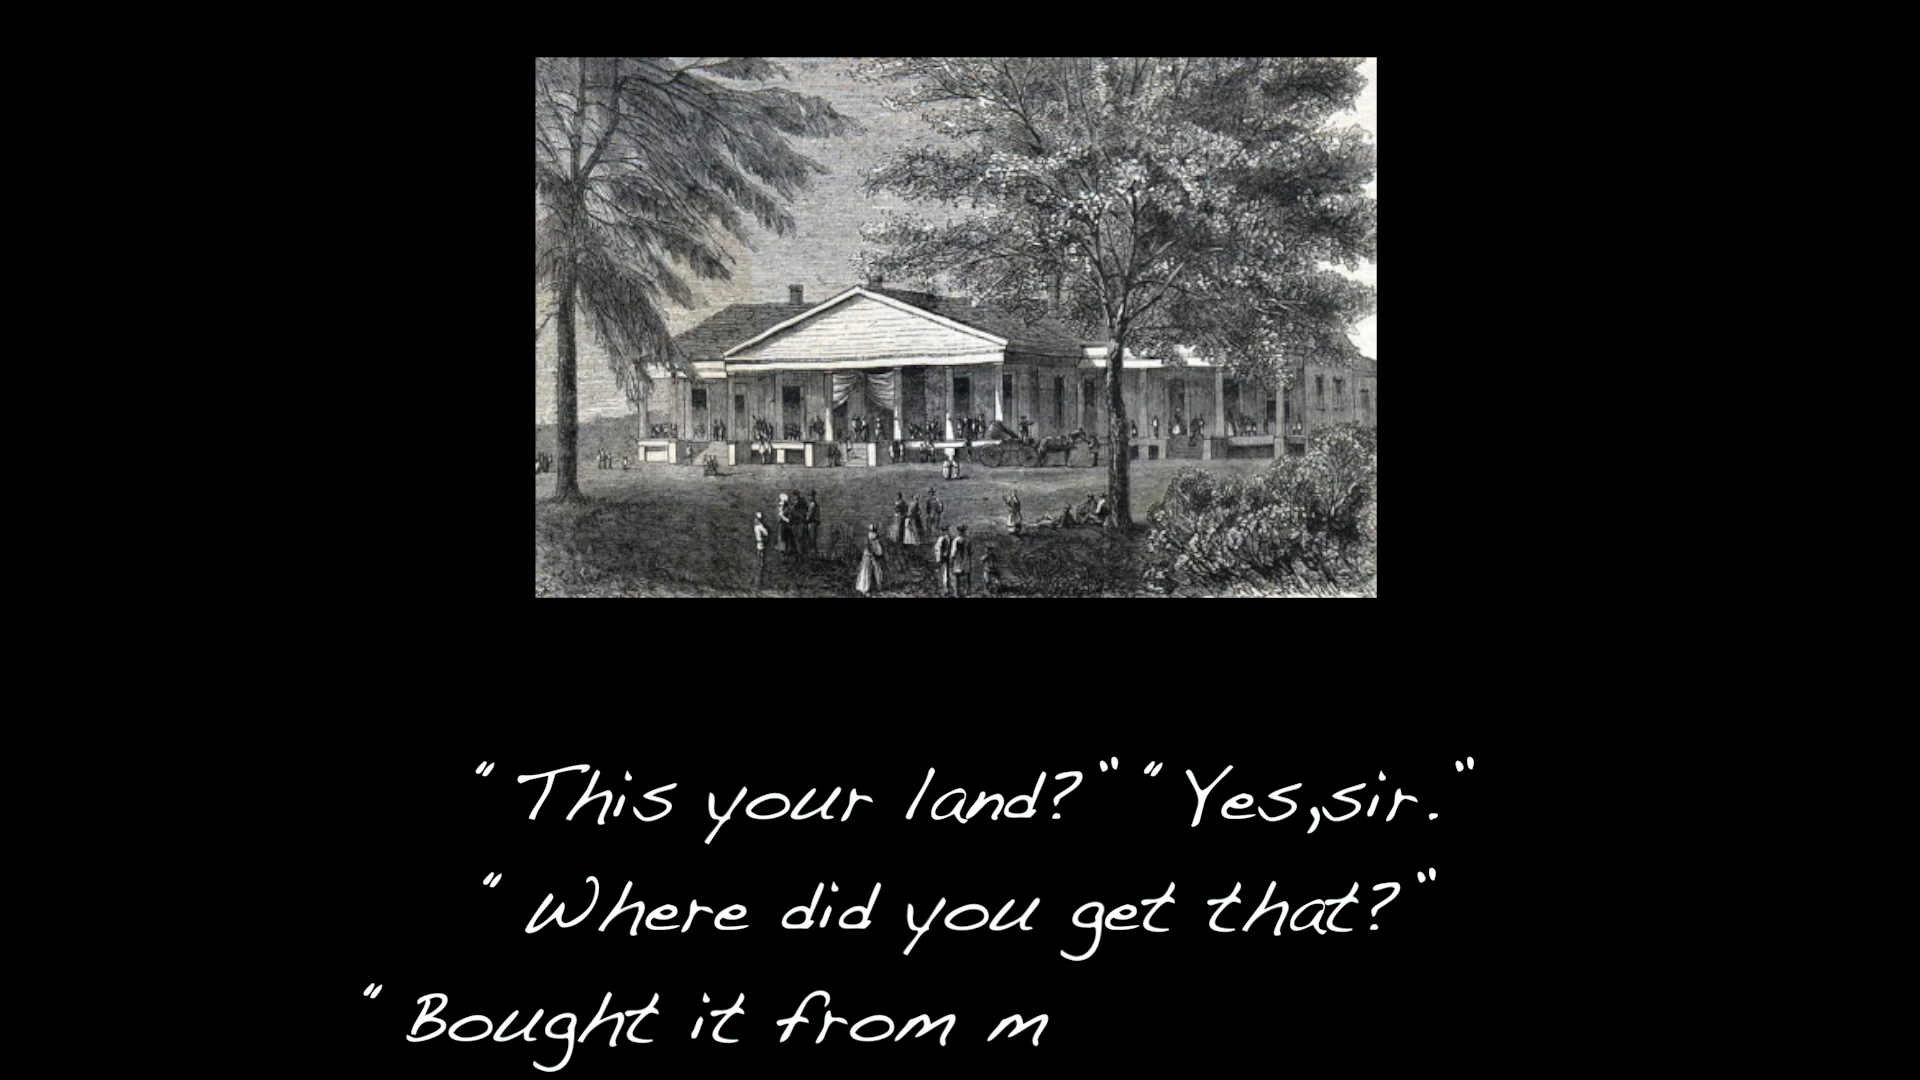 "This your land?" "Yes,sir."
"Where did you get that?"
"Bought it from m